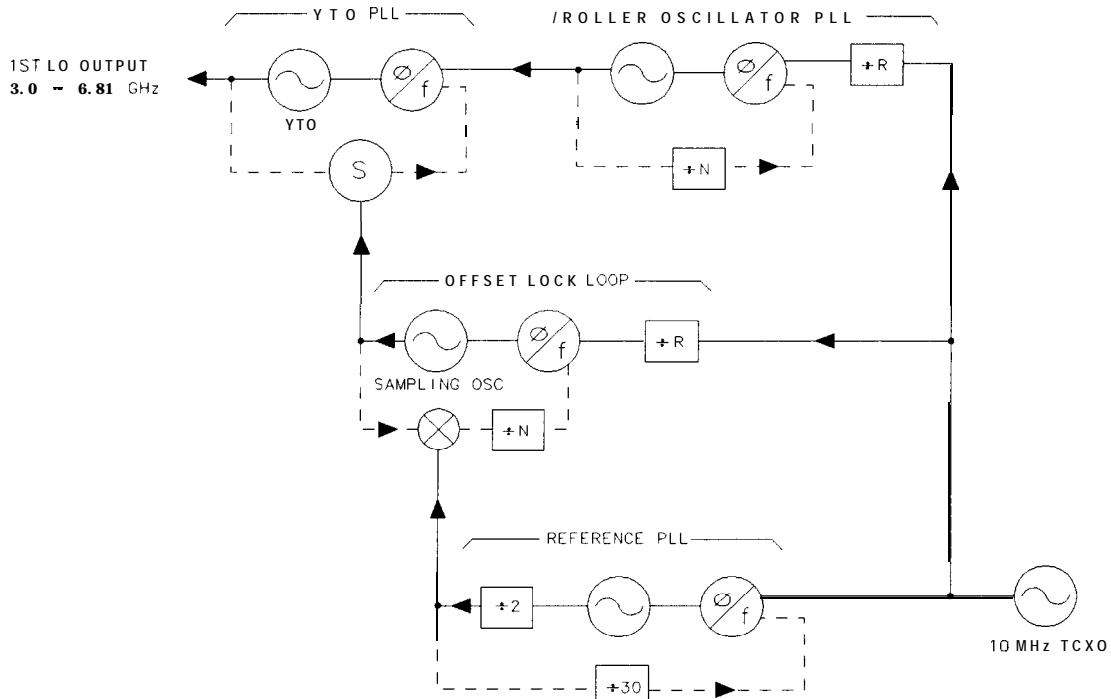 YTO PLL
/ROLLER OSCILLATOR PLL
1ST LO OUTPUT
3.0 – 6.81 GHz
Ø
f
Ø
f
÷R
YTO
S
÷N
OFFSET LOCK LOOP
Ø
f
÷R
SAMPLING OSC
÷N
REFERENCE PLL
÷2
Ø
f
10 MHz TCXO
÷30